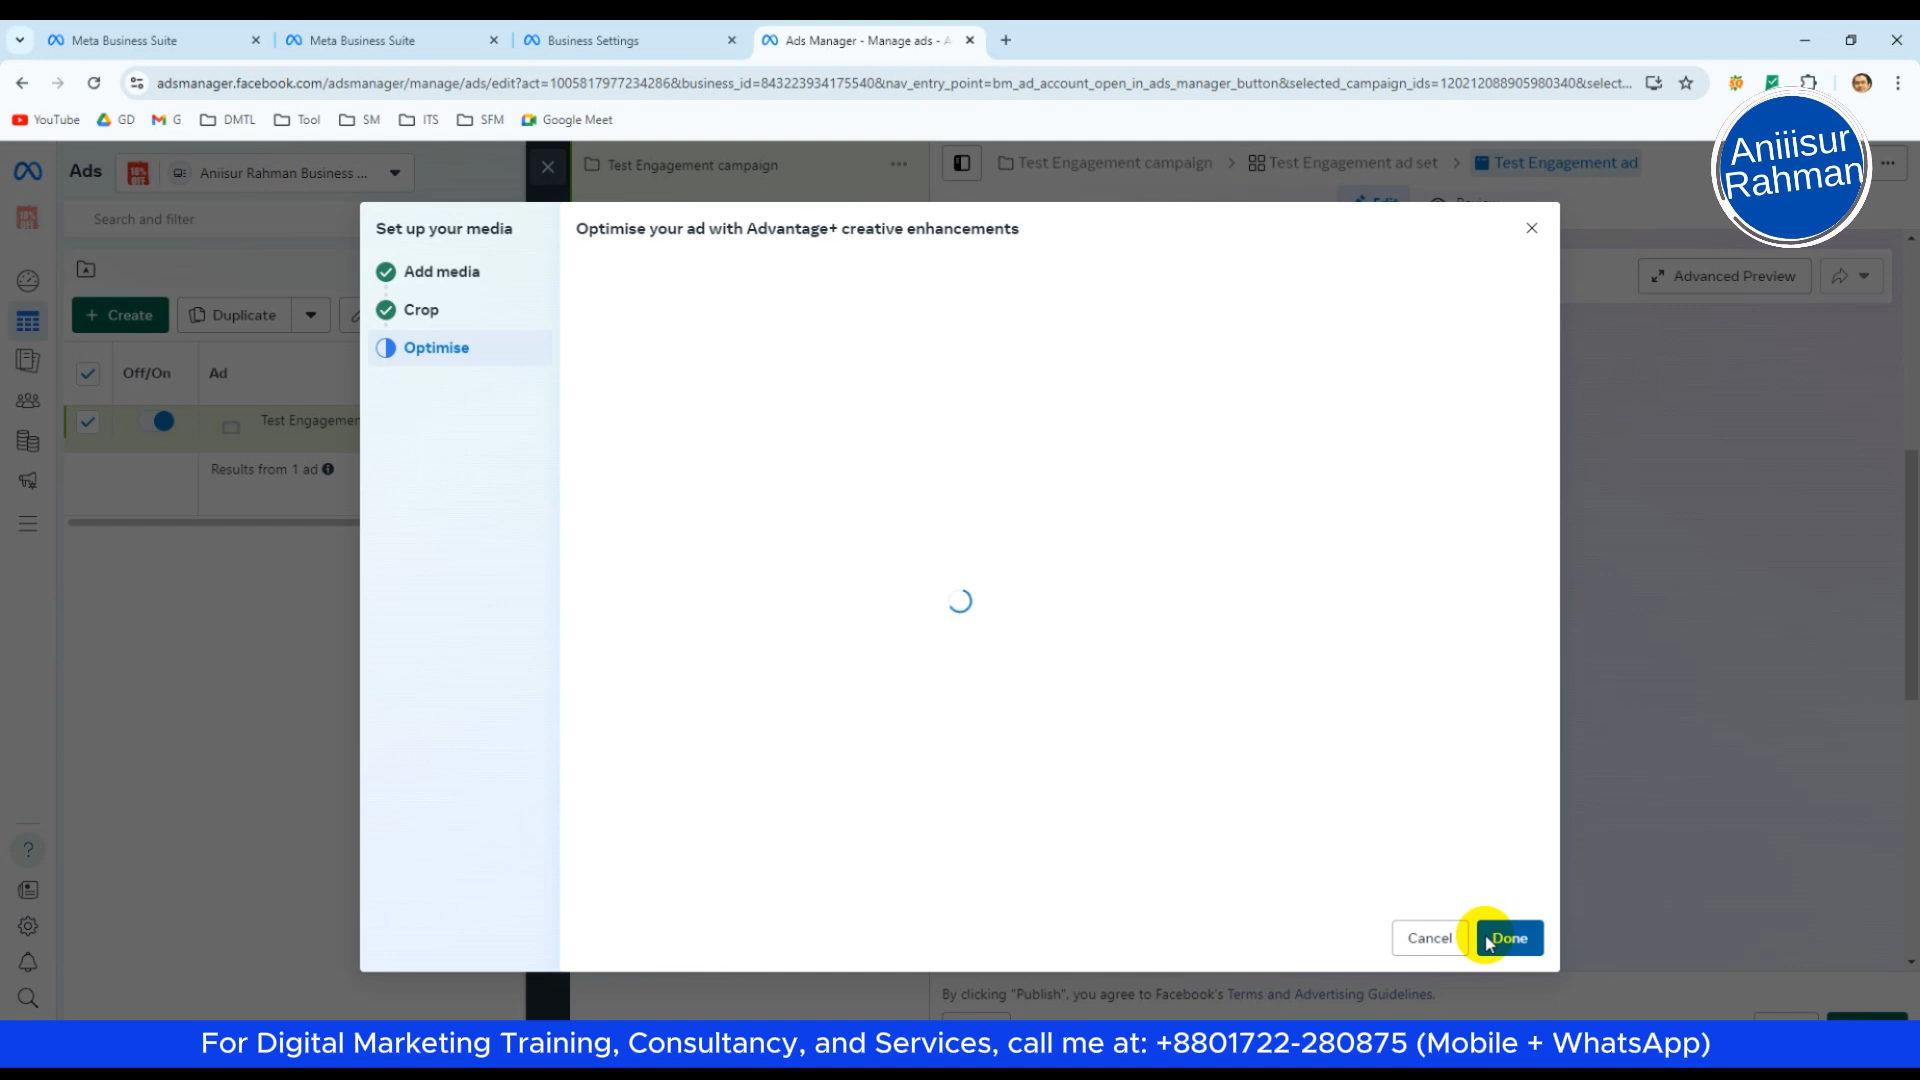 Meta Business Suite
Meta Business Suite
Business Settings
Ads Manager - Manage ads - A
adsmanager.facebook.com/adsmanager/manage/ads/edit?act=1005817977234286&business_id=843223934175540&nav_entry_point=bm_ad_account_open_in_ads_manager_button&selected_campaign_ids=120212088905980340&select...
YouTube
GD
G
DMTL
Tool
SM
ITS
SFM
Google Meet
Aniiisur
Rahman
Ads
Aniisur Rahman Business ...
Test Engagement campaign
Test Engagement campaign
Test Engagement ad set
Test Engagement ad
Search and filter
Edit
Set up your media
Optimise your ad with Advantage+ creative enhancements
Add media
Crop
Optimise
Advanced Preview
Create
Duplicate
Off/On
Ad
Test Engagemen
Results from 1 ad
Cancel
Done
By clicking "Publish", you agree to Facebook's Terms and Advertising Guidelines.
For Digital Marketing Training, Consultancy, and Services, call me at: +8801722-280875 (Mobile + WhatsApp)